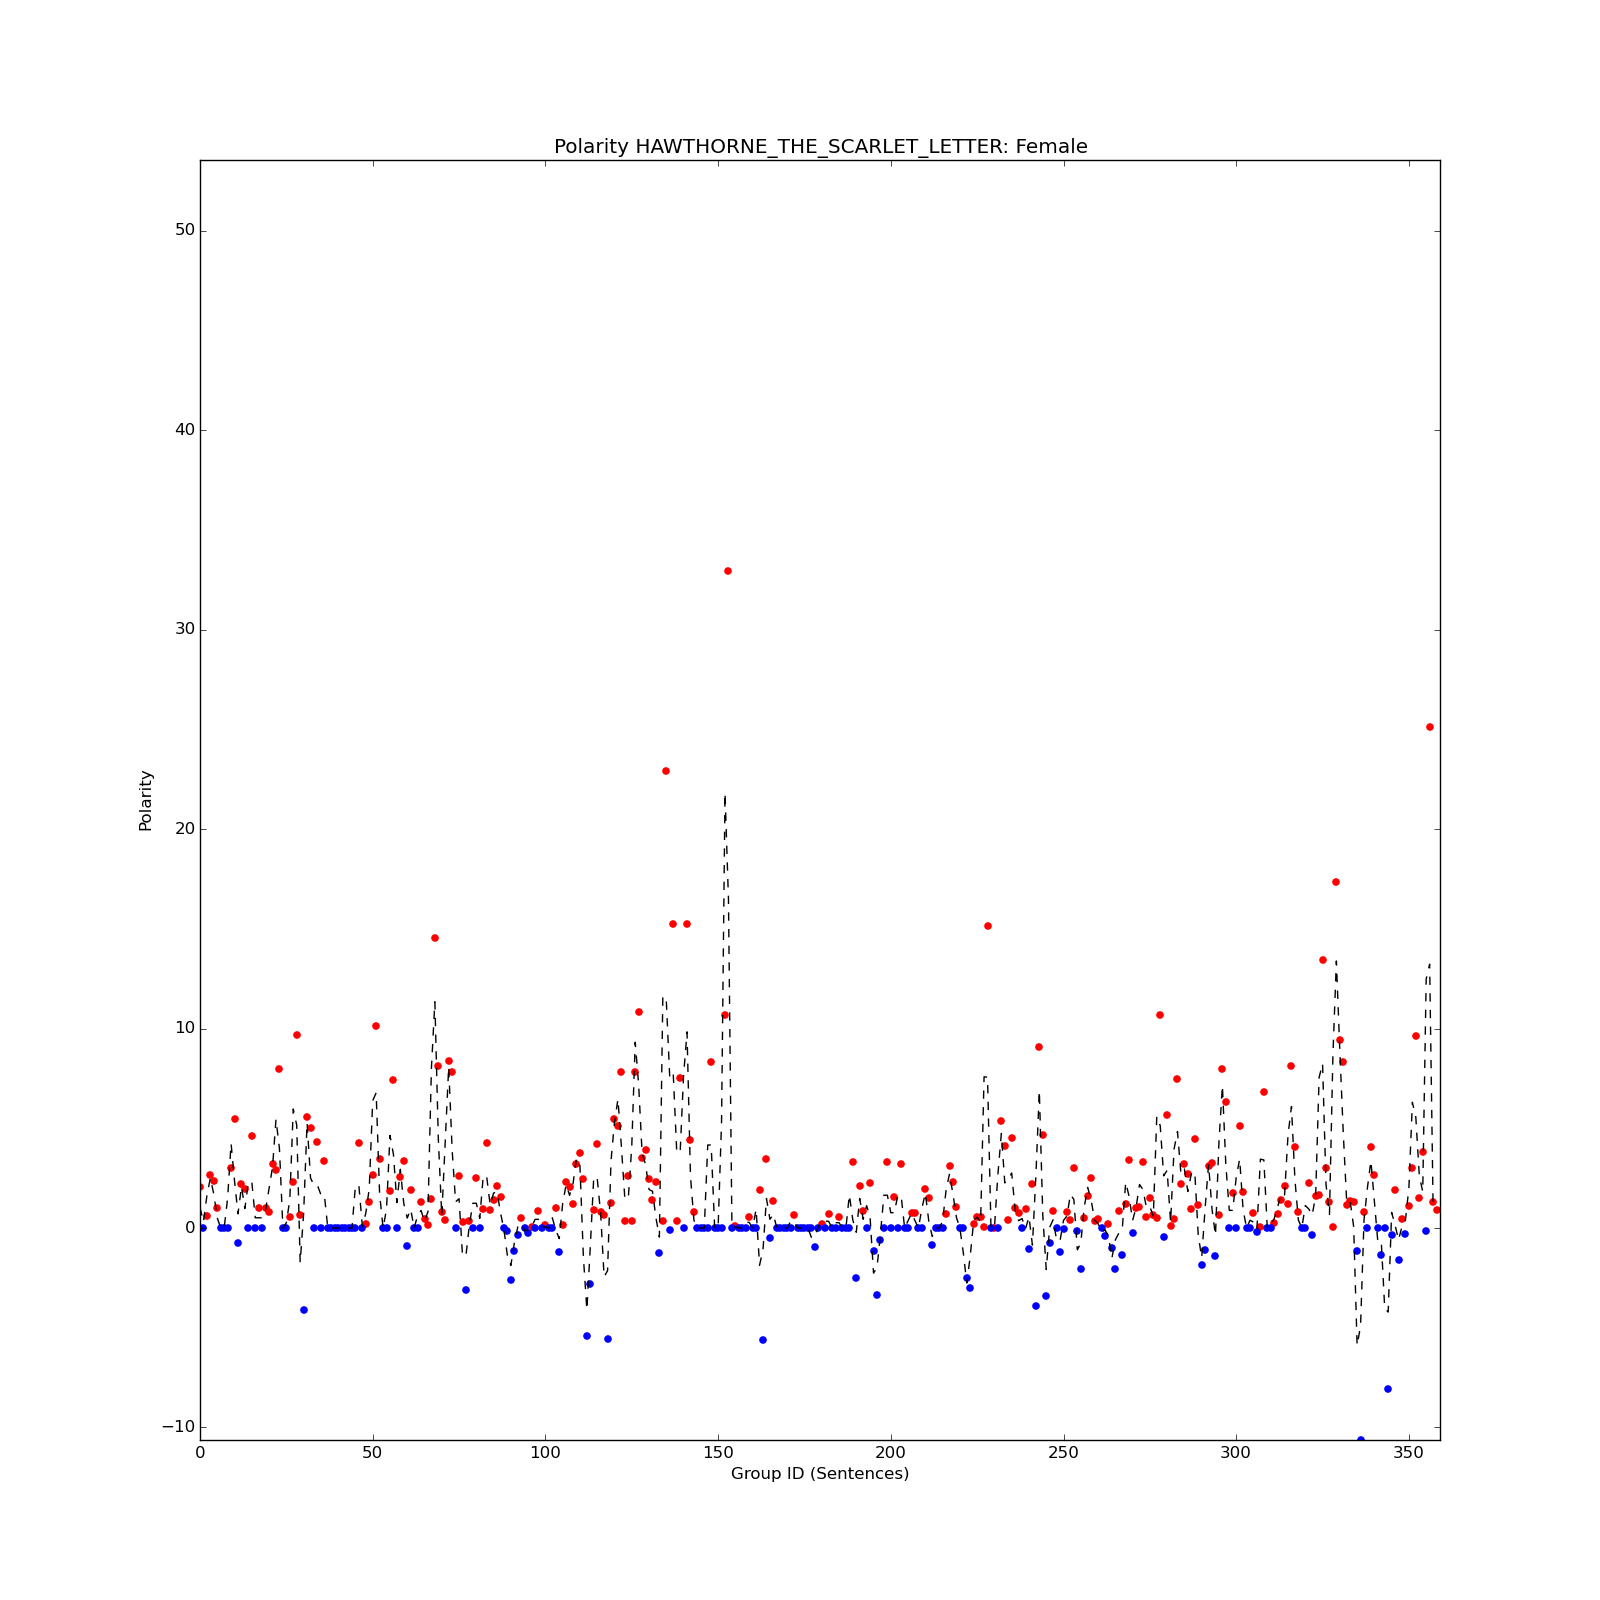 Polarity HAWTHORNE_THE_SCARLET_LETTER: Female
50
40
30
20
10
0
−10
Polarity
0 50 100 150 200 250 300 350
Group ID (Sentences)